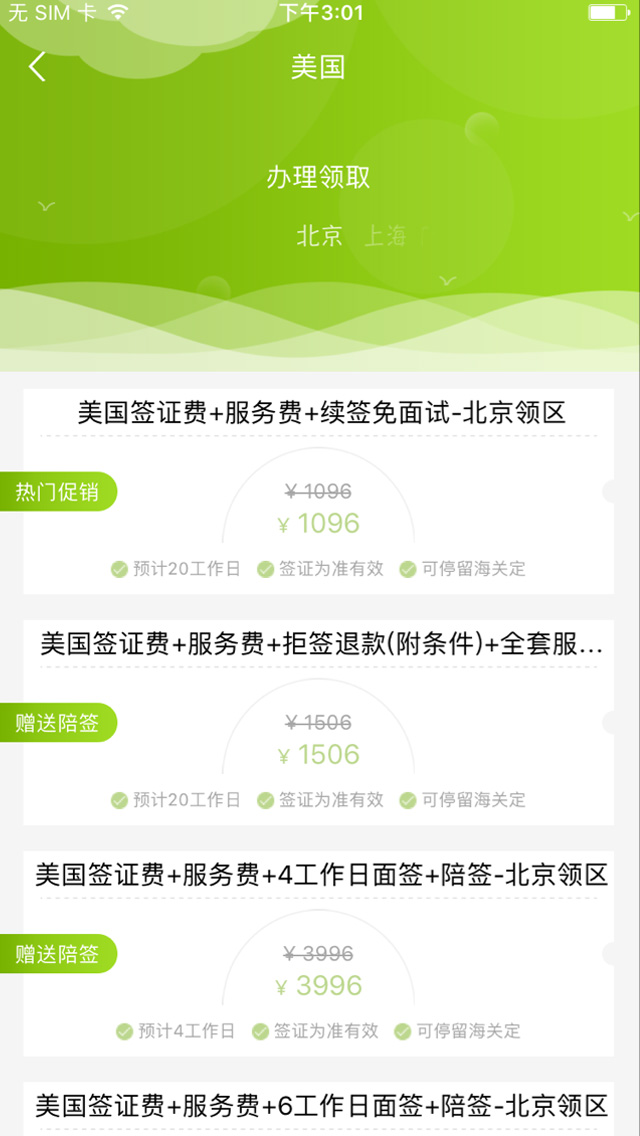 无 SIM 卡 下午3:01
美国
办理领取
北京 上海
美国签证费+服务费+续签免面试-北京领区
热门促销
¥ 1096
¥ 1096
预计20工作日 签证为准有效 可停留海关定
美国签证费+服务费+拒签退款(附条件)+全套服...
赠送陪签
¥ 1506
¥ 1506
预计20工作日 签证为准有效 可停留海关定
美国签证费+服务费+4工作日面签+陪签-北京领区
赠送陪签
¥ 3996
¥ 3996
预计4工作日 签证为准有效 可停留海关定
美国签证费+服务费+6工作日面签+陪签-北京领区